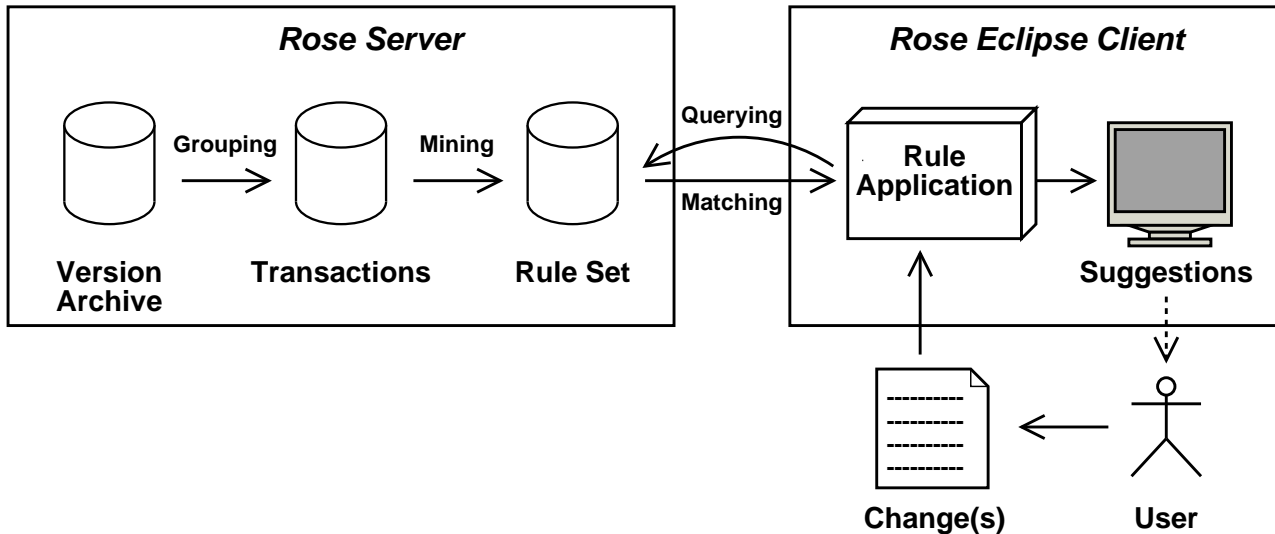 Rose Server
Grouping
Mining
Version
Archive
Transactions
Rule Set
Querying
Matching
Rose Eclipse Client
Rule
Application
Suggestions
Change(s)
User